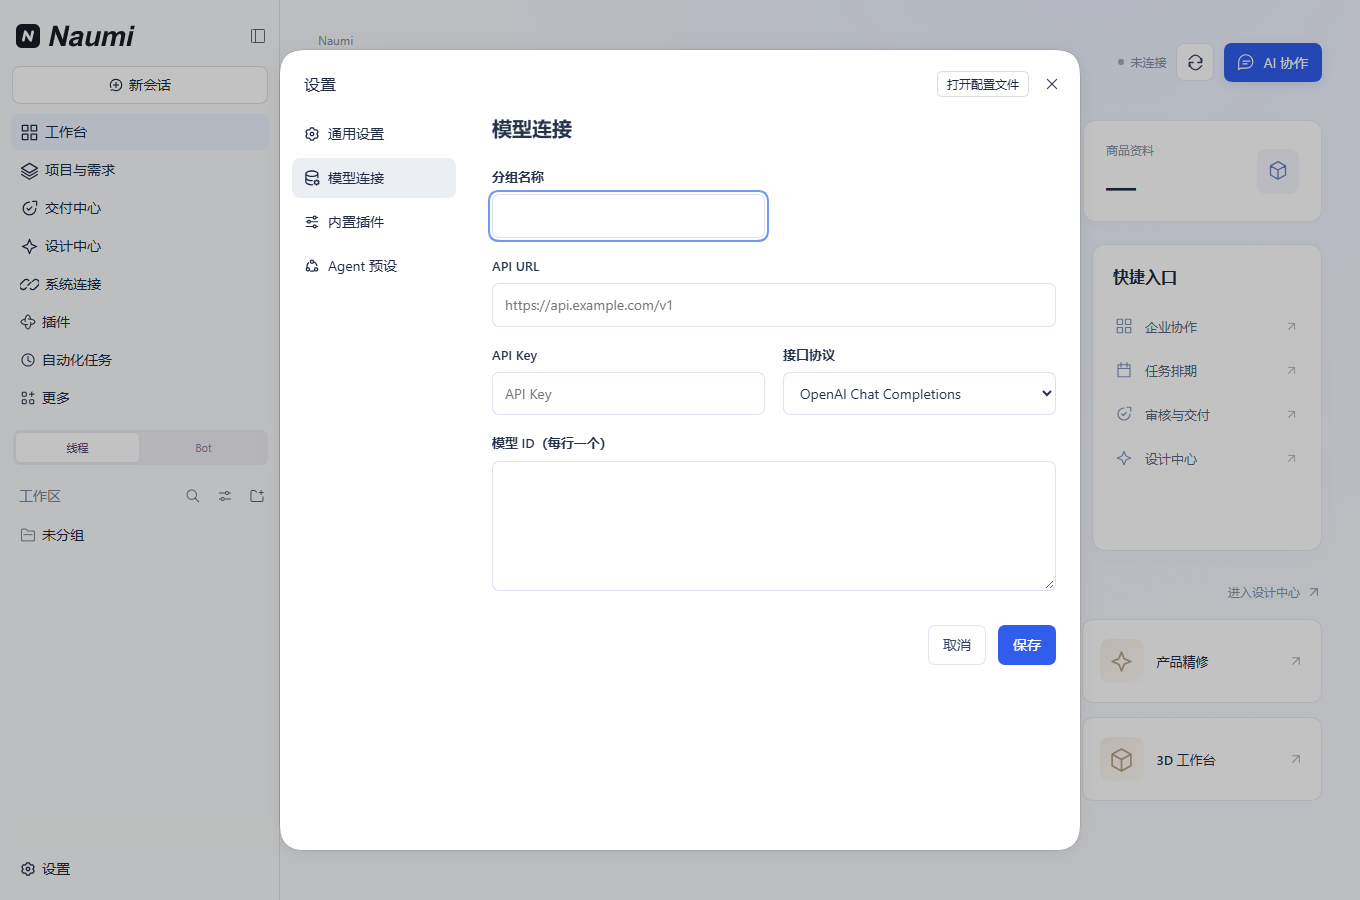 Naumi
新会话
工作台
项目与需求
交付中心
设计中心
系统连接
插件
自动化任务
更多
线程
Bot
工作区
未分组
设置
Naumi
未连接
AI 协作
商品资料
快捷入口
企业协作
任务排期
审核与交付
设计中心
进入设计中心
产品精修
3D 工作台
设置
打开配置文件
通用设置
模型连接
内置插件
Agent 预设
模型连接
分组名称
API URL
https://api.example.com/v1
API Key
接口协议
API Key
OpenAI Chat Completions
模型 ID（每行一个）
取消
保存